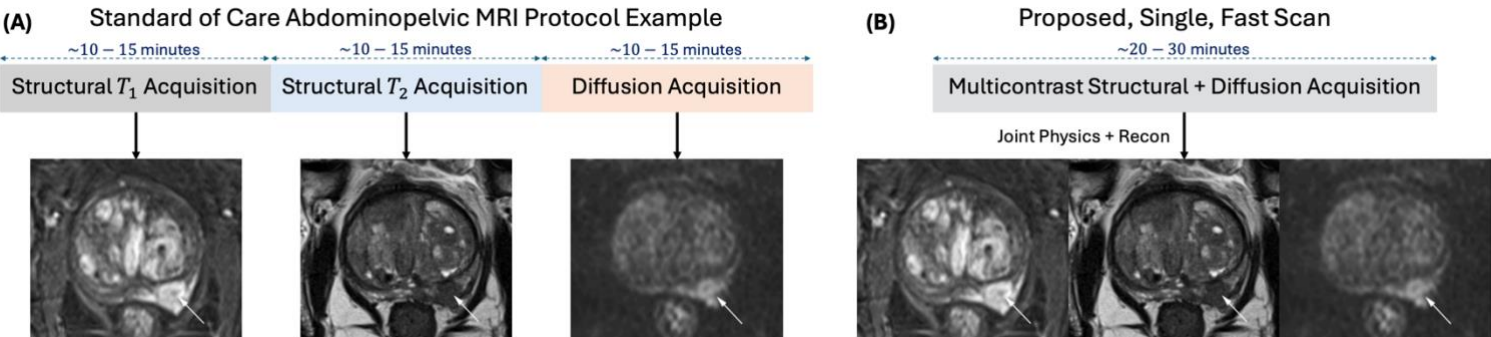 (A)
Standard of Care Abdominopelvic MRI Protocol Example
~10 – 15 minutes
~10 – 15 minutes
~10 – 15 minutes
Structural T₁ Acquisition
Structural T₂ Acquisition
Diffusion Acquisition
(B)
Proposed, Single, Fast Scan
~20 – 30 minutes
Multicontrast Structural + Diffusion Acquisition
Joint Physics + Recon